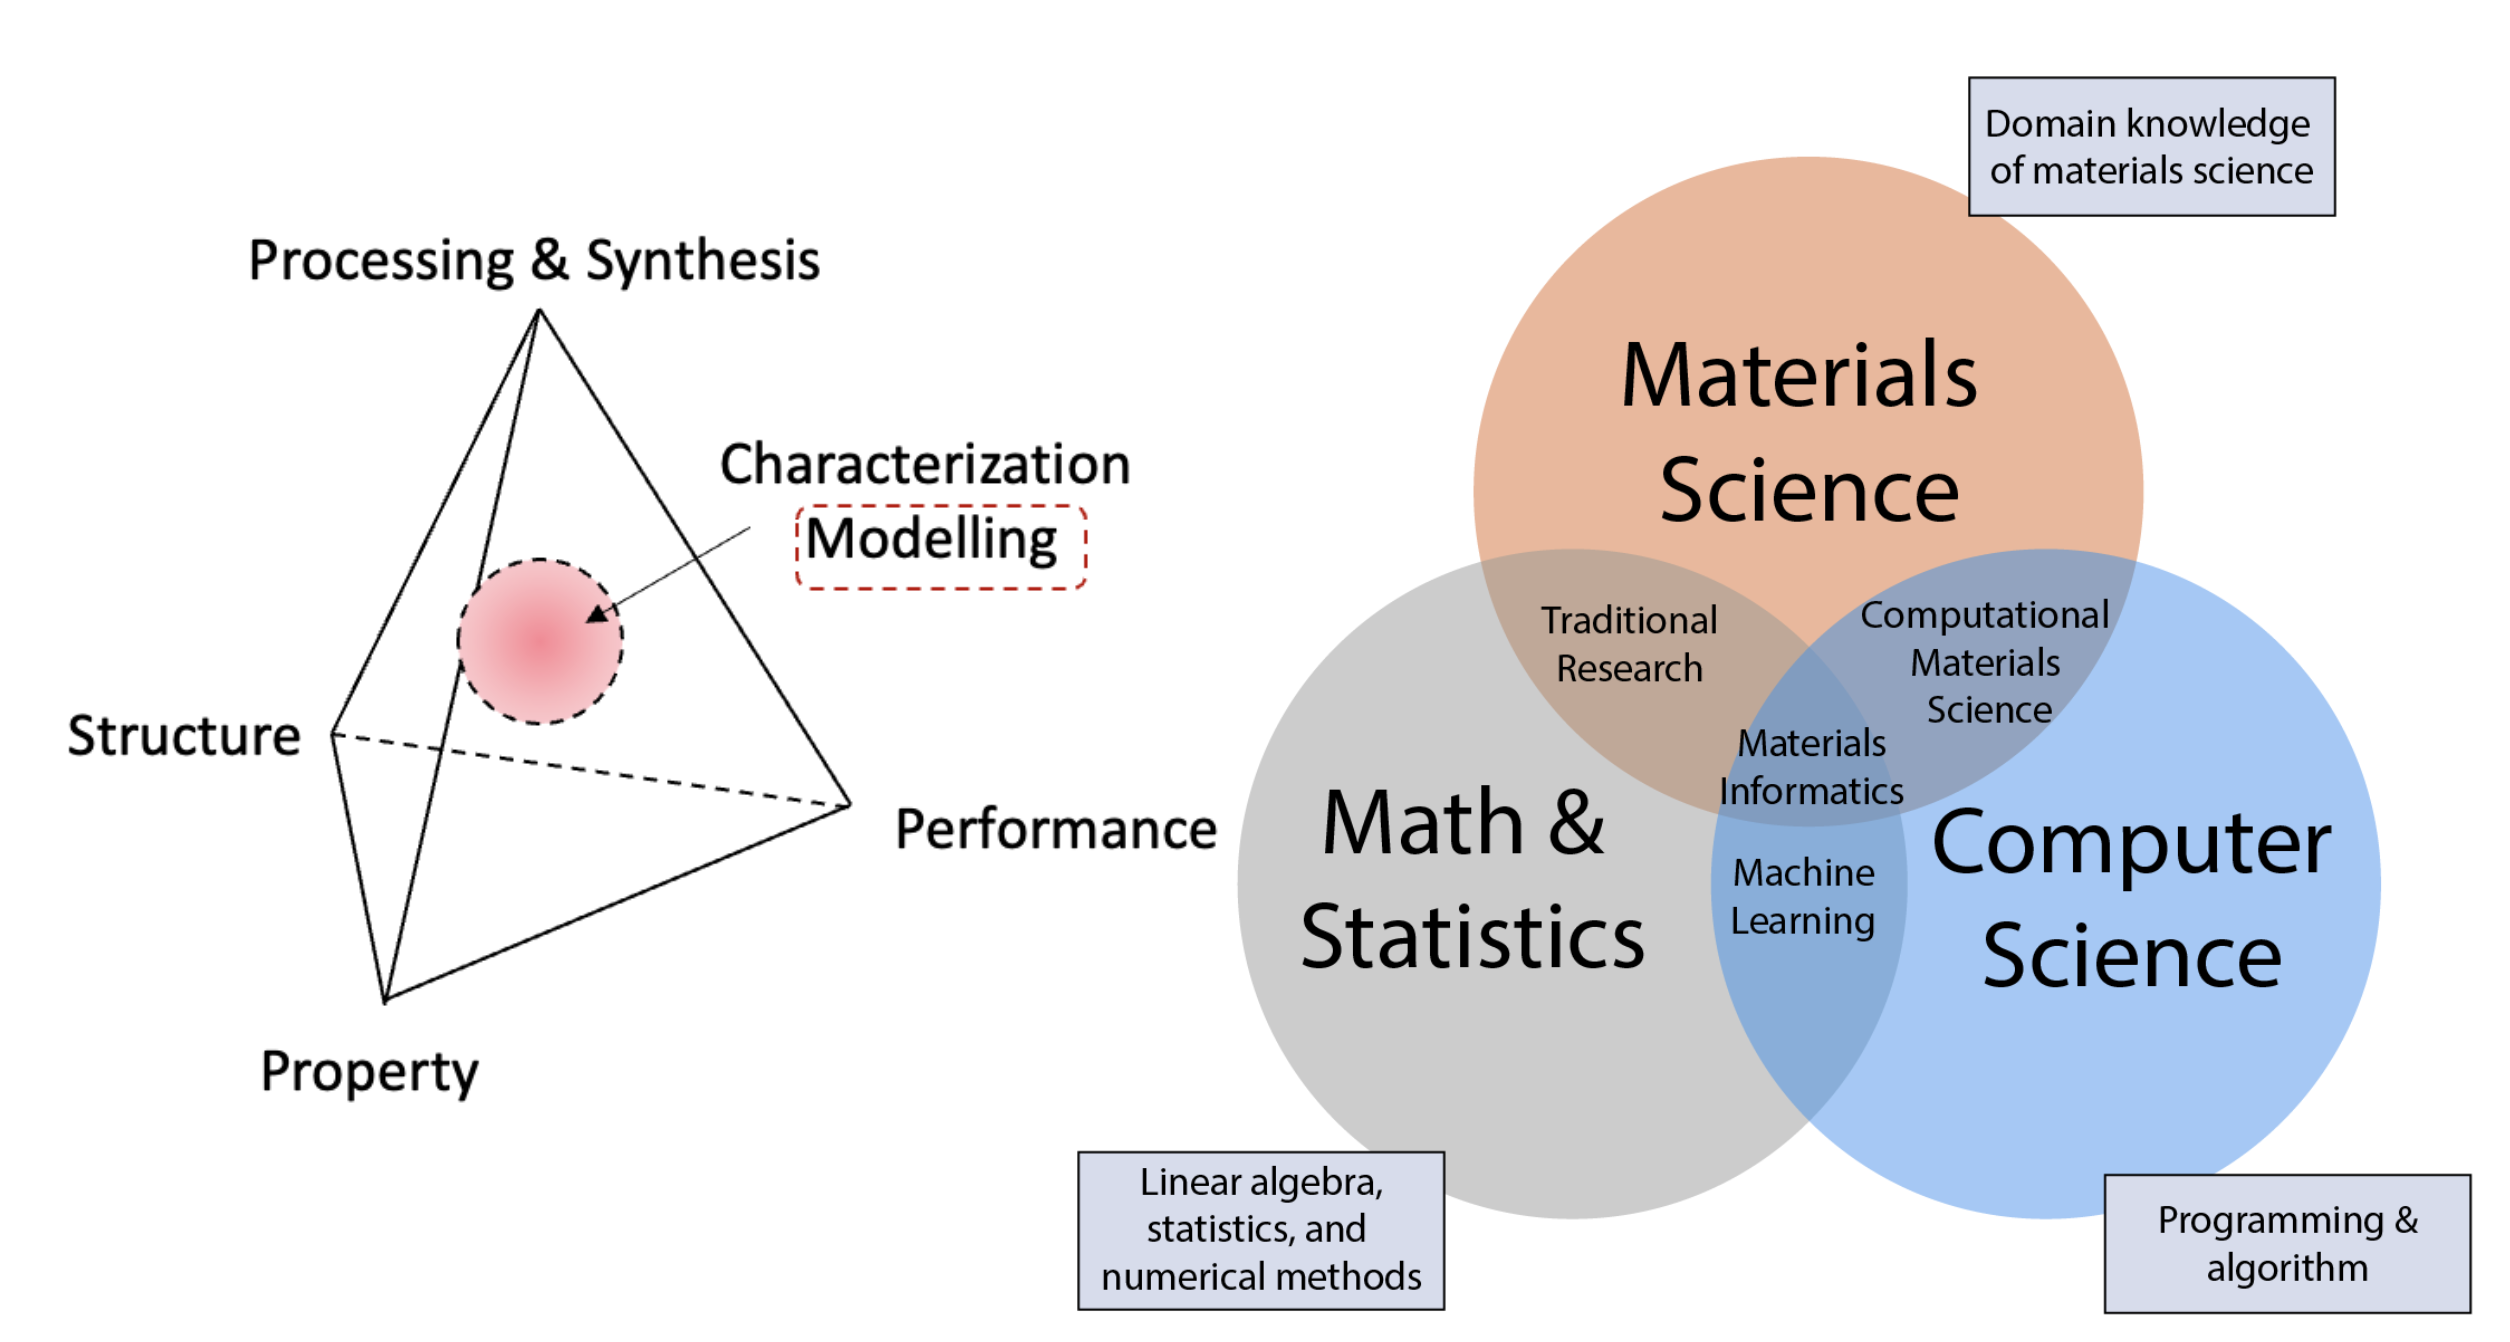 Processing & Synthesis
Characterization
Modelling
Structure
Performance
Property
Domain knowledge
of materials science
Materials
Science
Traditional
Research
Computational
Materials
Science
Materials
Informatics
Math &
Statistics
Machine
Learning
Computer
Science
Linear algebra,
statistics, and
numerical methods
Programming &
algorithm